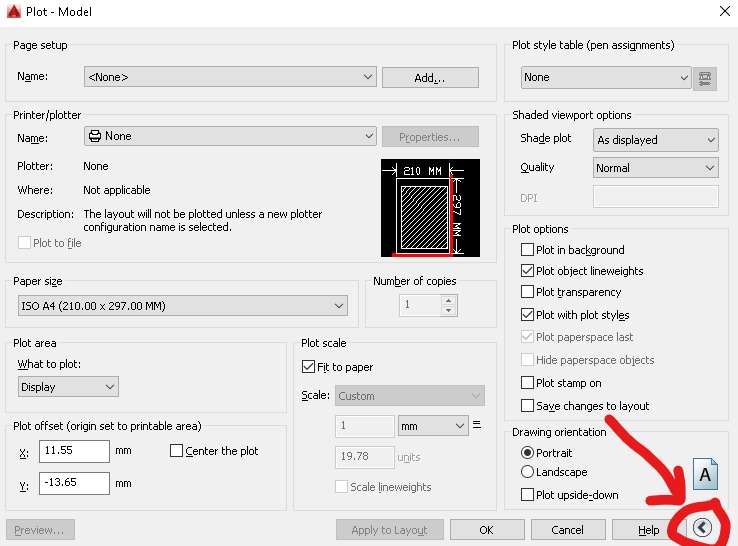 Plot - Model
Page setup
Name: <None> Add...
Printer/plotter
Name: None Properties...
Plotter: None
Where: Not applicable
Description: The layout will not be plotted unless a new plotter
configuration name is selected.
Plot to file
210 MM
297 MM
Paper size
ISO A4 (210.00 x 297.00 MM)
Number of copies
1
Plot area
What to plot:
Display
Plot offset (origin set to printable area)
X: 11.55 mm Center the plot
Y: -13.65 mm
Plot scale
Fit to paper
Scale: Custom
1 mm =
19.78 units
Scale lineweights
Plot style table (pen assignments)
None
Shaded viewport options
Shade plot As displayed
Quality Normal
DPI
Plot options
Plot in background
Plot object lineweights
Plot transparency
Plot with plot styles
Plot paperspace last
Hide paperspace objects
Plot stamp on
Save changes to layout
Drawing orientation
Portrait
Landscape
Plot upside-down
A
Preview... Apply to Layout OK Cancel Help